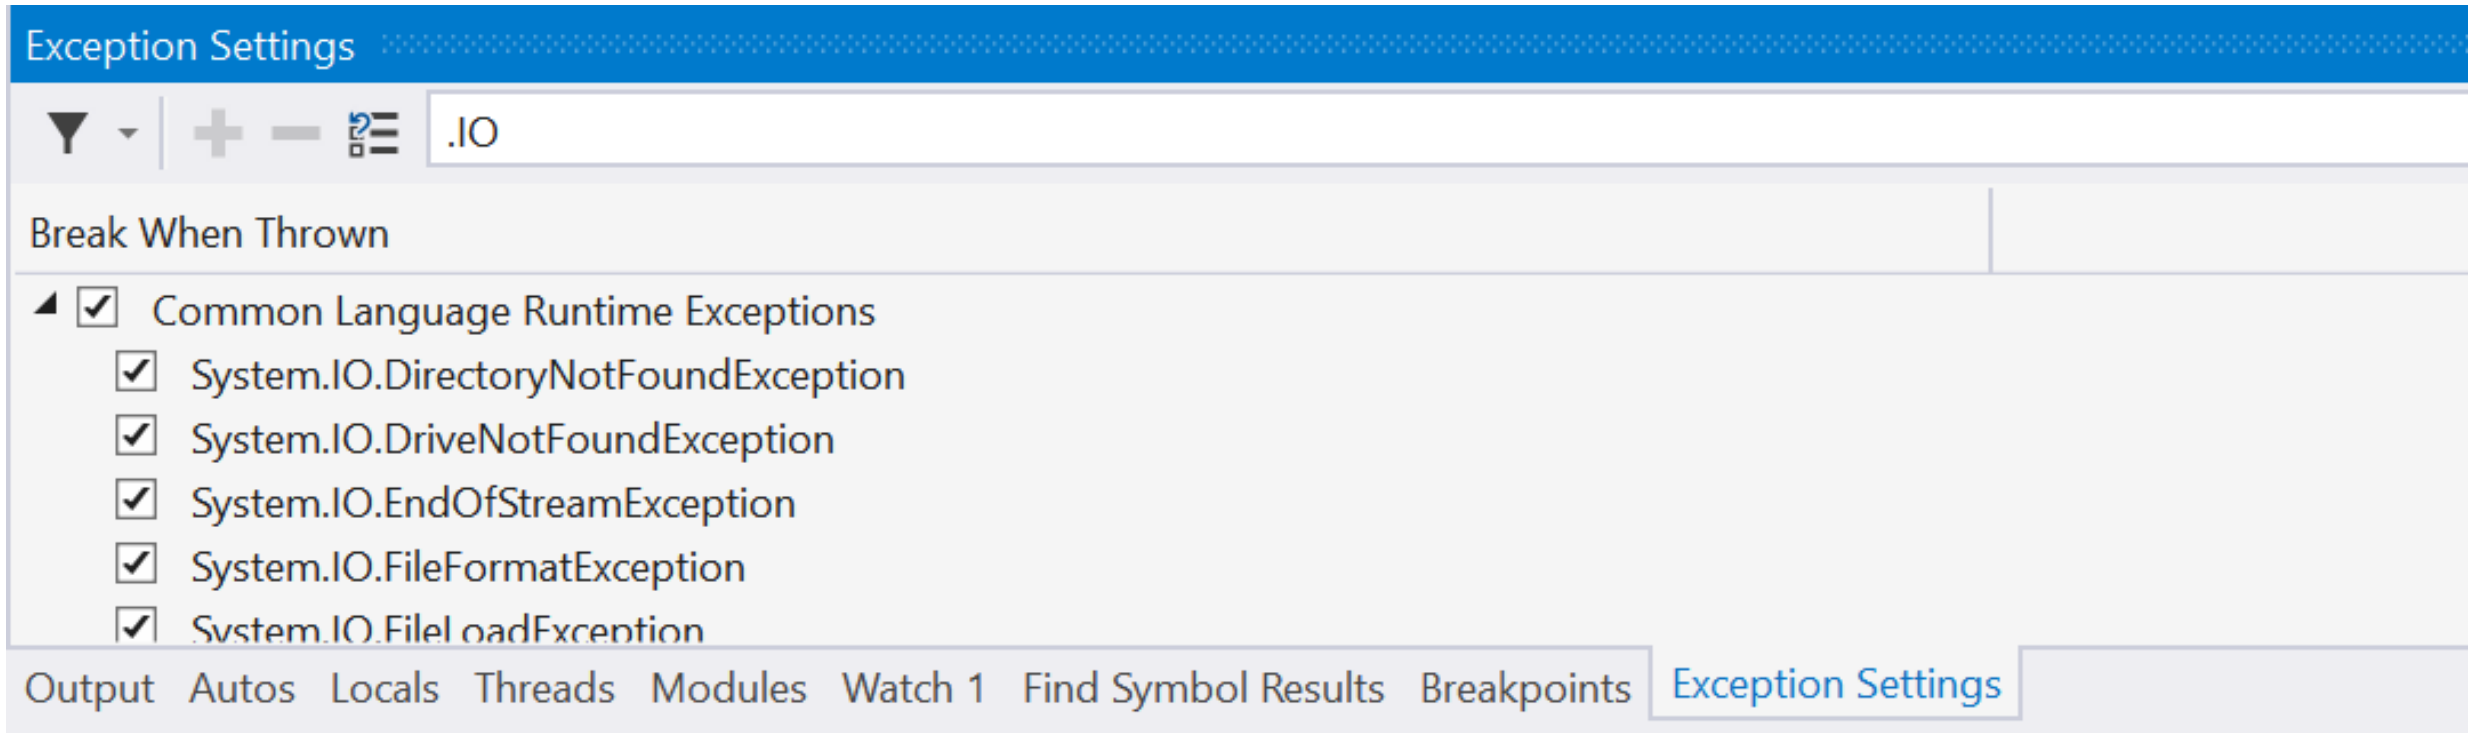 Exception Settings
.IO
Break When Thrown
Common Language Runtime Exceptions
System.IO.DirectoryNotFoundException
System.IO.DriveNotFoundException
System.IO.EndOfStreamException
System.IO.FileFormatException
System.IO.FileLoadException
Output Autos Locals Threads Modules Watch 1 Find Symbol Results Breakpoints Exception Settings